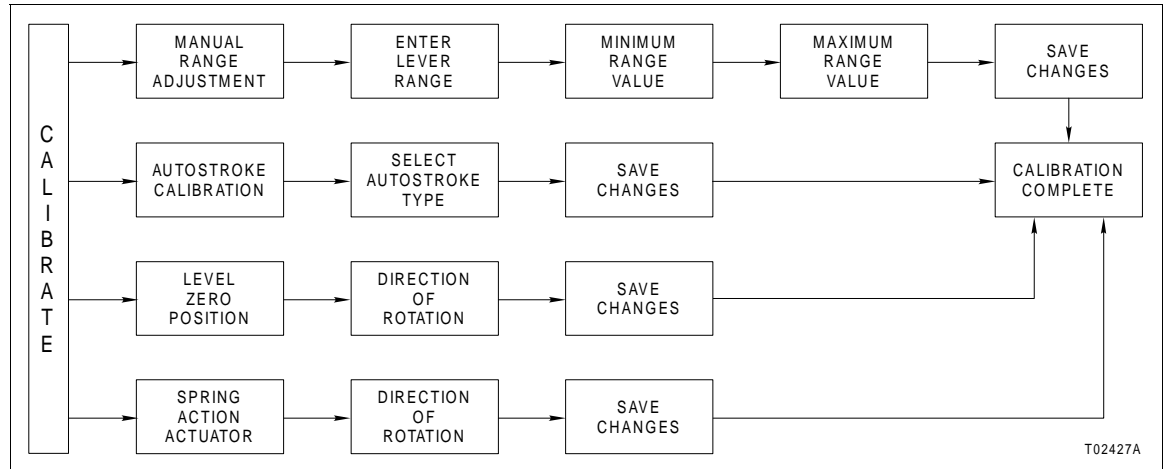 CALIBRATE
MANUAL
RANGE
ADJUSTMENT
ENTER
LEVER
RANGE
MINIMUM
RANGE
VALUE
MAXIMUM
RANGE
VALUE
SAVE
CHANGES
AUTOSTROKE
CALIBRATION
SELECT
AUTOSTROKE
TYPE
SAVE
CHANGES
CALIBRATION
COMPLETE
LEVEL
ZERO
POSITION
DIRECTION
OF
ROTATION
SAVE
CHANGES
SPRING
ACTION
ACTUATOR
DIRECTION
OF
ROTATION
SAVE
CHANGES
T02427A